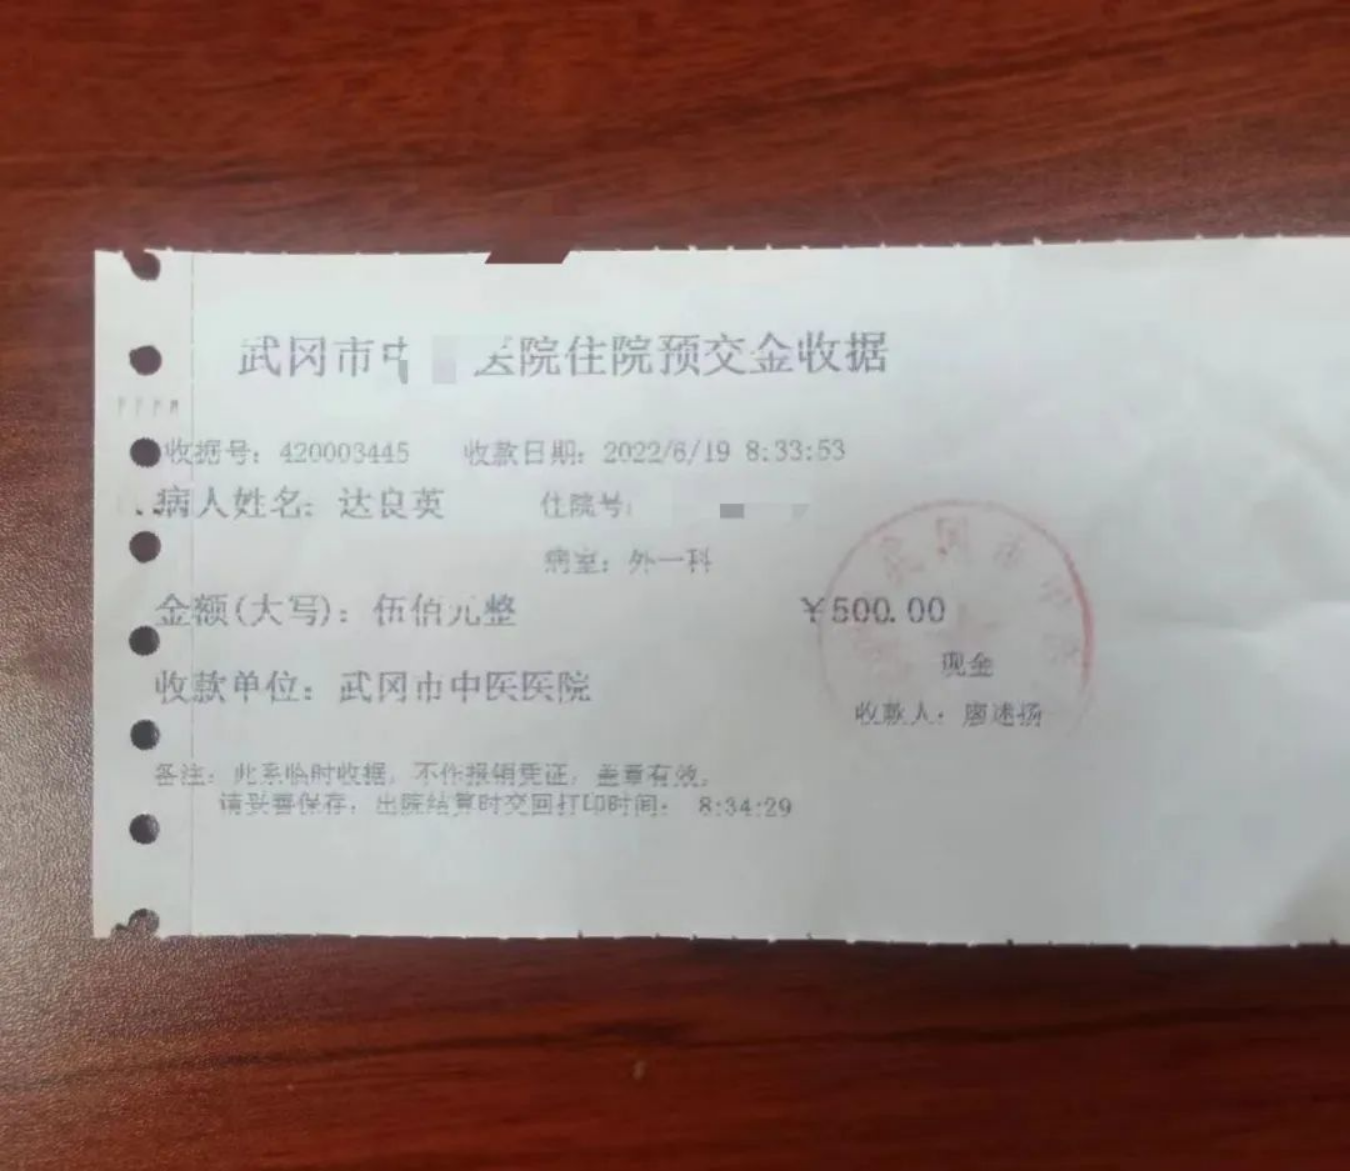 武冈市中 医院住院预交金收据
收据号：420003445 收款日期：2022/6/19 8:33:53
病人姓名：达良英 住院号：
病室：外一科
金额(大写)：伍佰元整 ￥500.00
现金
收款单位：武冈市中医医院
收款人：廖述扬
备注：此系临时收据，不作报销凭证，盖章有效。
请妥善保存，出院结算时交回打印时间： 8:34:29